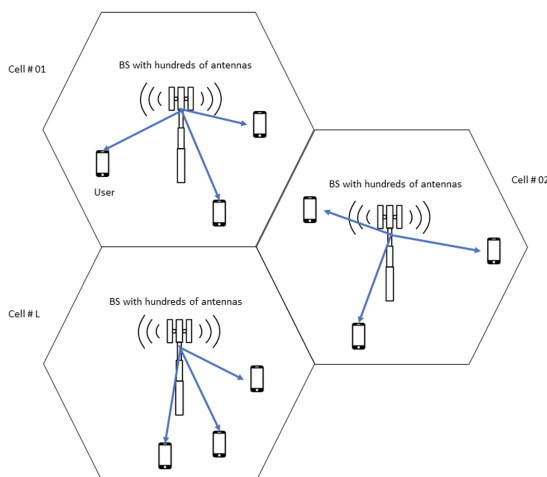 Cell # 01
BS with hundreds of antennas
User
BS with hundreds of antennas
Cell # 02
Cell # L
BS with hundreds of antennas